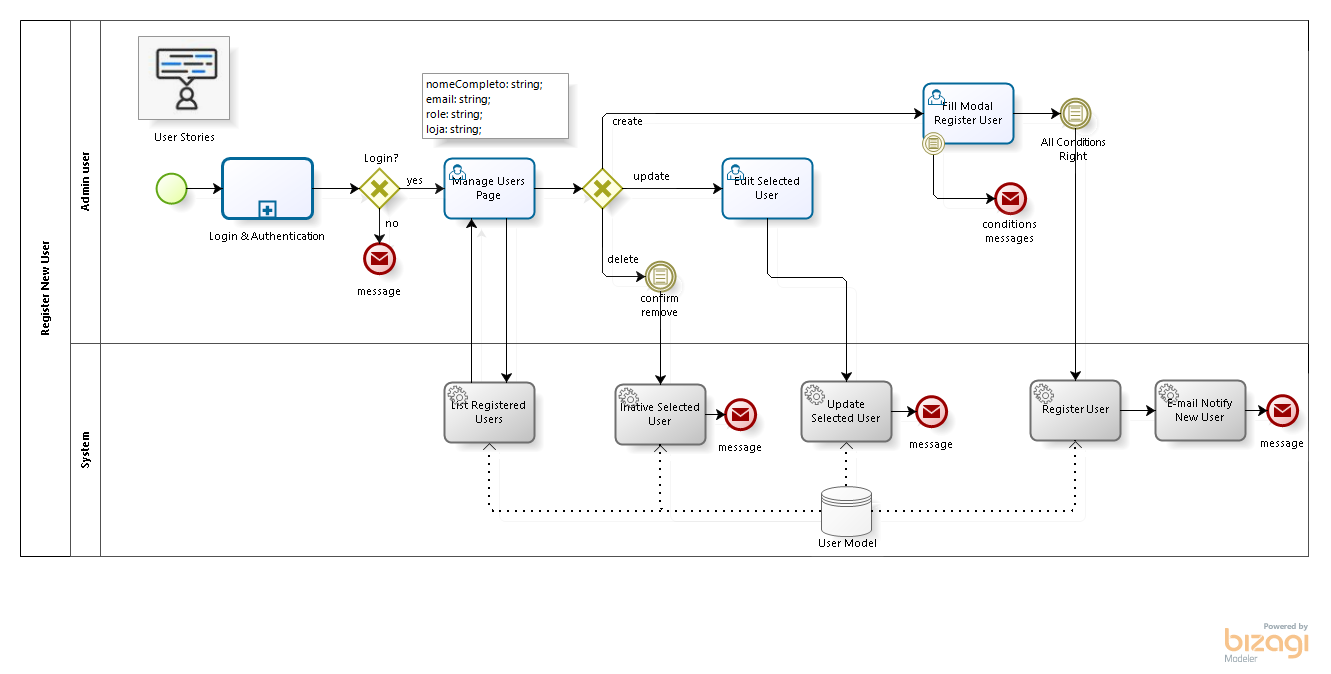 Register New User
Admin user
System
User Stories
nomeCompleto: string;
email: string;
role: string;
loja: string;
Login & Authentication
Login?
yes
no
message
Manage Users
Page
create
update
delete
confirm
remove
Edit Selected
User
Fill Modal
Register User
All Conditions
Right
conditions
messages
List Registered
Users
Inative Selected
User
message
Update
Selected User
message
Register User
E-mail Notify
New User
message
User Model
Powered by
bizagi
Modeler